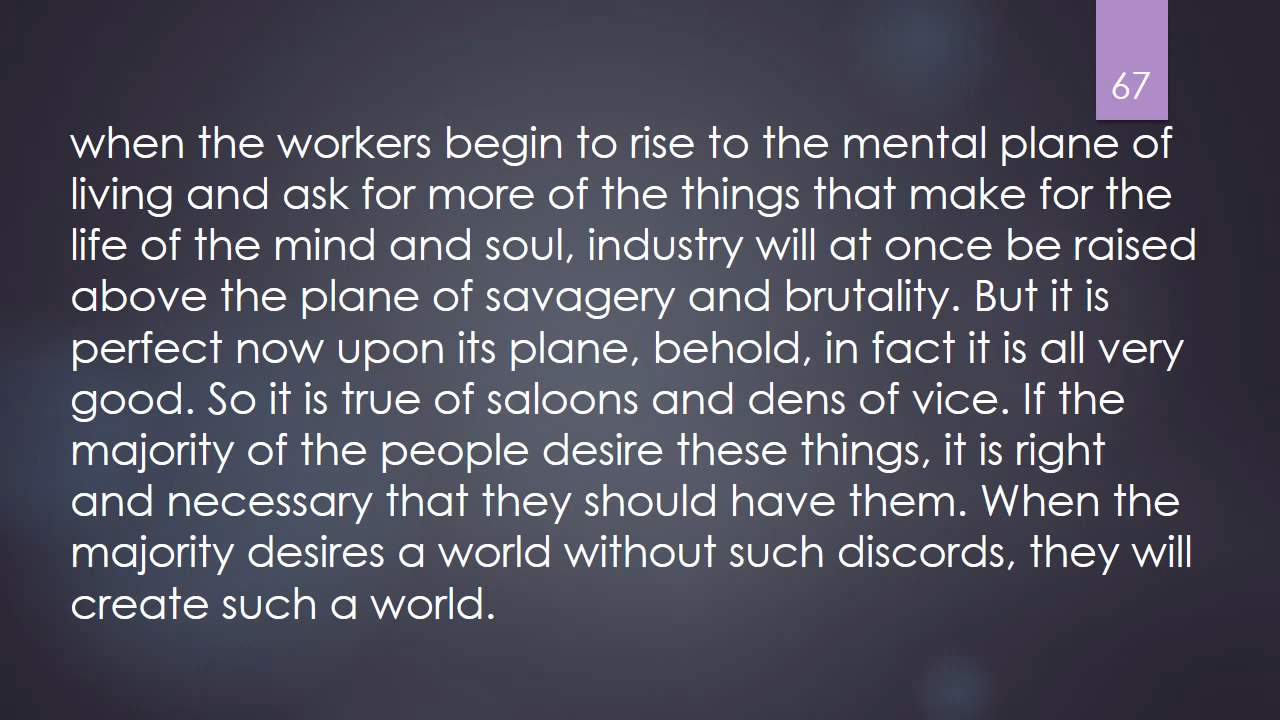 67
when the workers begin to rise to the mental plane of
living and ask for more of the things that make for the
life of the mind and soul, industry will at once be raised
above the plane of savagery and brutality. But it is
perfect now upon its plane, behold, in fact it is all very
good. So it is true of saloons and dens of vice. If the
majority of the people desire these things, it is right
and necessary that they should have them. When the
majority desires a world without such discords, they will
create such a world.